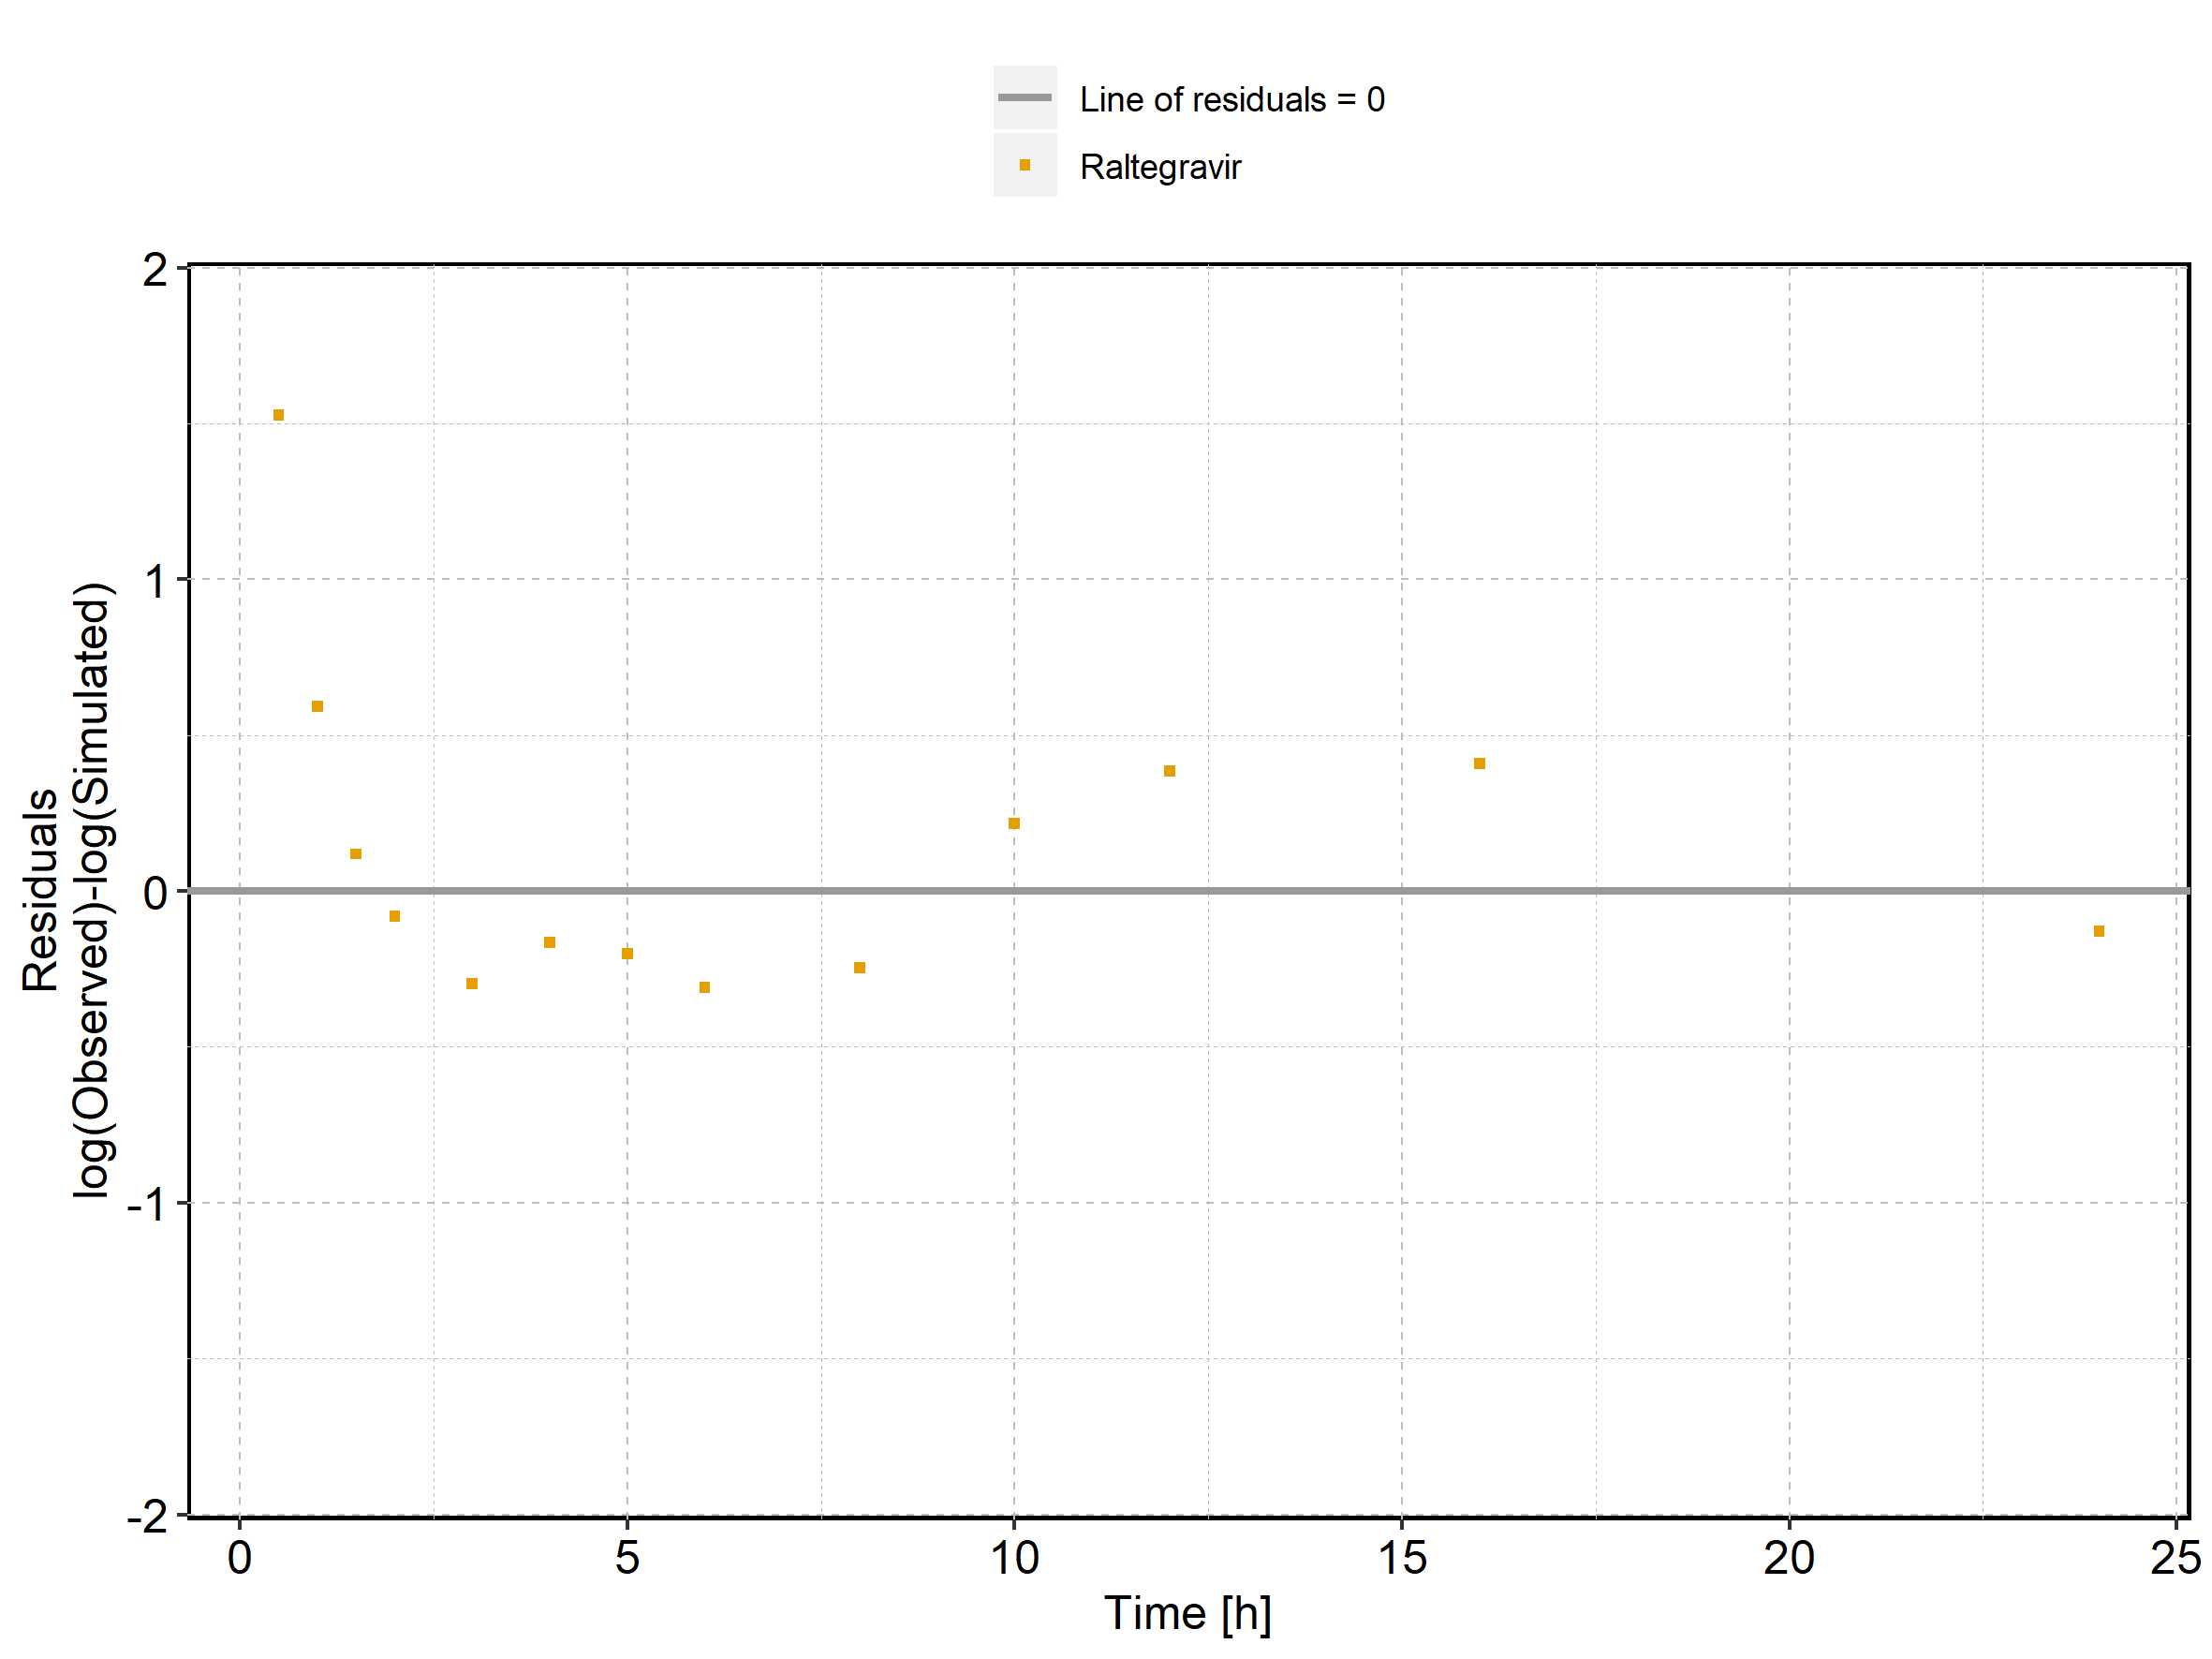 Line of residuals = 0
Raltegravir
Residuals
log(Observed)-log(Simulated)
2
1
0
-1
-2
0 5 10 15 20 25
Time [h]